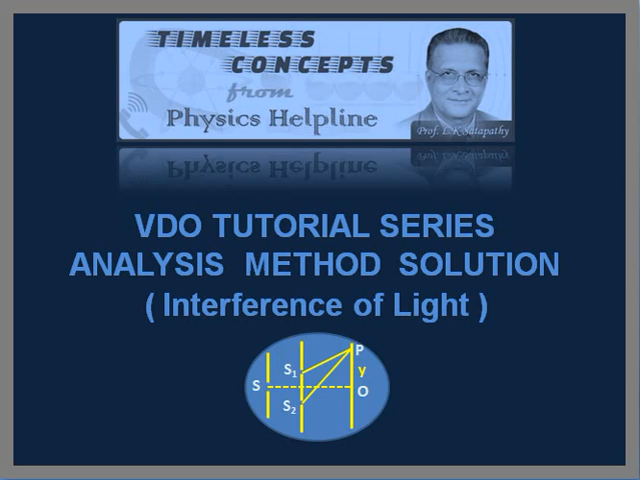 TIMELESS
CONCEPTS
from
Physics Helpline
Prof. L.K Satapathy
VDO TUTORIAL SERIES
ANALYSIS METHOD SOLUTION
( Interference of Light )
P
S₁
y
S
O
S₂